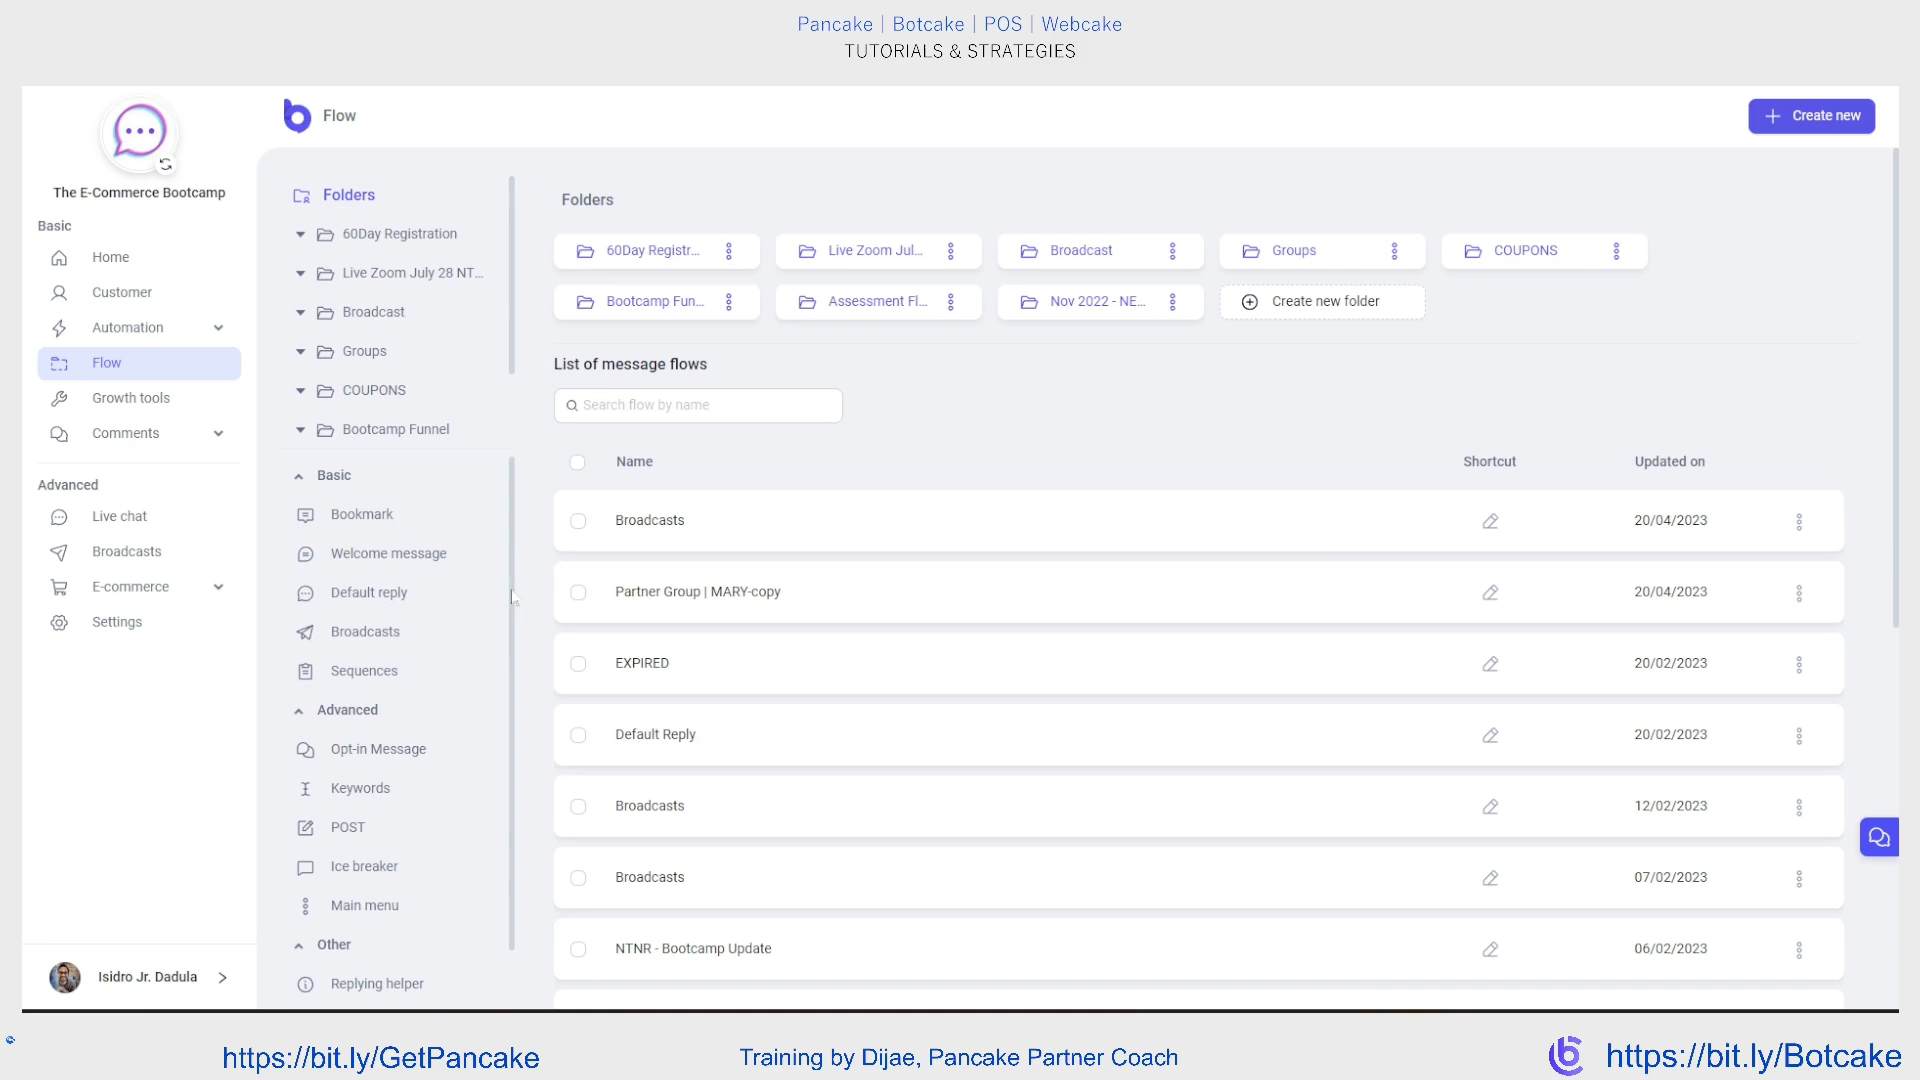 Pancake | Botcake | POS | Webcake
TUTORIALS & STRATEGIES
The E-Commerce Bootcamp
Basic
Home
Customer
Automation
Flow
Growth tools
Comments
Advanced
Live chat
Broadcasts
E-commerce
Settings
Isidro Jr. Dadula
Flow
Create new
Folders
60Day Registration
Live Zoom July 28 NT...
Broadcast
Groups
COUPONS
Bootcamp Funnel
Basic
Bookmark
Welcome message
Default reply
Broadcasts
Sequences
Advanced
Opt-in Message
Keywords
POST
Ice breaker
Main menu
Other
Replying helper
Folders
60Day Registr...
Live Zoom Jul...
Broadcast
Groups
COUPONS
Bootcamp Fun...
Assessment Fl...
Nov 2022 - NE...
Create new folder
List of message flows
Search flow by name
Name Shortcut Updated on
Broadcasts 20/04/2023
Partner Group | MARY-copy 20/04/2023
EXPIRED 20/02/2023
Default Reply 20/02/2023
Broadcasts 12/02/2023
Broadcasts 07/02/2023
NTNR - Bootcamp Update 06/02/2023
https://bit.ly/GetPancake
Training by Dijae, Pancake Partner Coach
https://bit.ly/Botcake